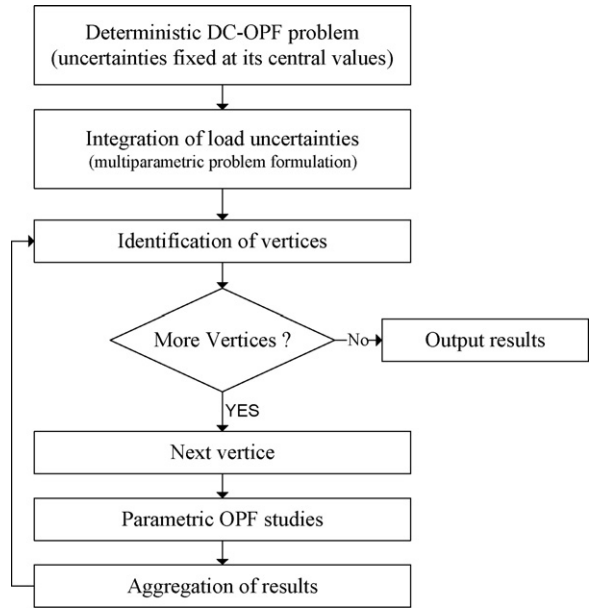 Deterministic DC-OPF problem
(uncertainties fixed at its central values)
Integration of load uncertainties
(multiparametric problem formulation)
Identification of vertices
More Vertices ?
No
Output results
YES
Next vertice
Parametric OPF studies
Aggregation of results